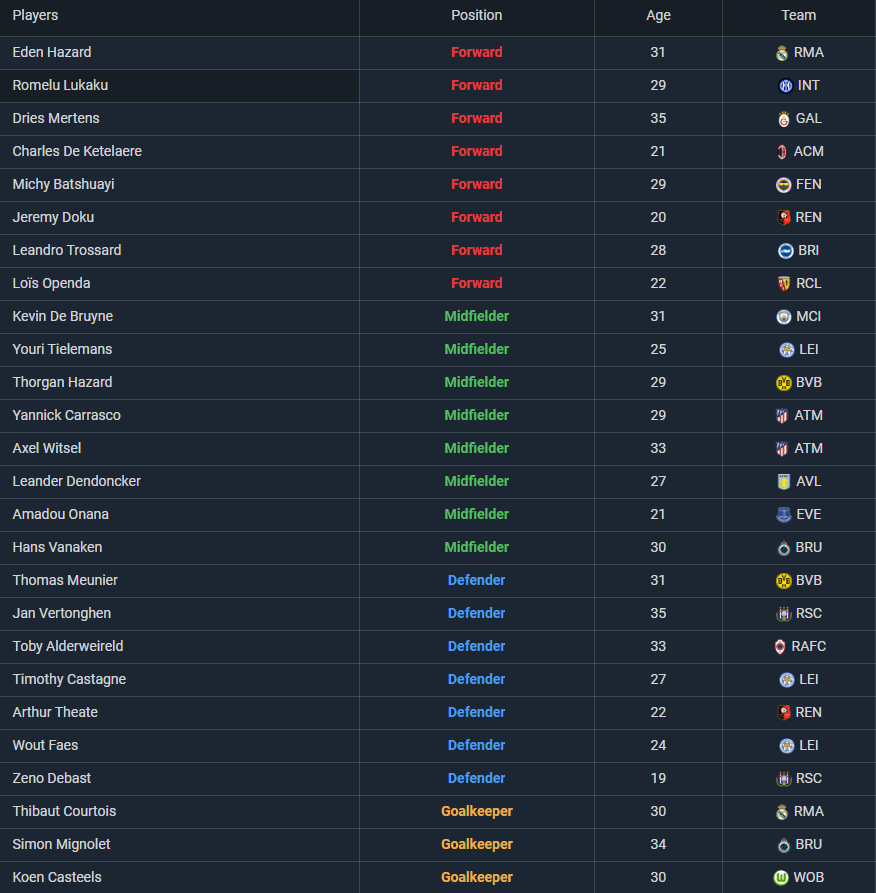 Players Position Age Team
Eden Hazard Forward 31 RMA
Romelu Lukaku Forward 29 INT
Dries Mertens Forward 35 GAL
Charles De Ketelaere Forward 21 ACM
Michy Batshuayi Forward 29 FEN
Jeremy Doku Forward 20 REN
Leandro Trossard Forward 28 BRI
Loïs Openda Forward 22 RCL
Kevin De Bruyne Midfielder 31 MCI
Youri Tielemans Midfielder 25 LEI
Thorgan Hazard Midfielder 29 BVB
Yannick Carrasco Midfielder 29 ATM
Axel Witsel Midfielder 33 ATM
Leander Dendoncker Midfielder 27 AVL
Amadou Onana Midfielder 21 EVE
Hans Vanaken Midfielder 30 BRU
Thomas Meunier Defender 31 BVB
Jan Vertonghen Defender 35 RSC
Toby Alderweireld Defender 33 RAFC
Timothy Castagne Defender 27 LEI
Arthur Theate Defender 22 REN
Wout Faes Defender 24 LEI
Zeno Debast Defender 19 RSC
Thibaut Courtois Goalkeeper 30 RMA
Simon Mignolet Goalkeeper 34 BRU
Koen Casteels Goalkeeper 30 WOB